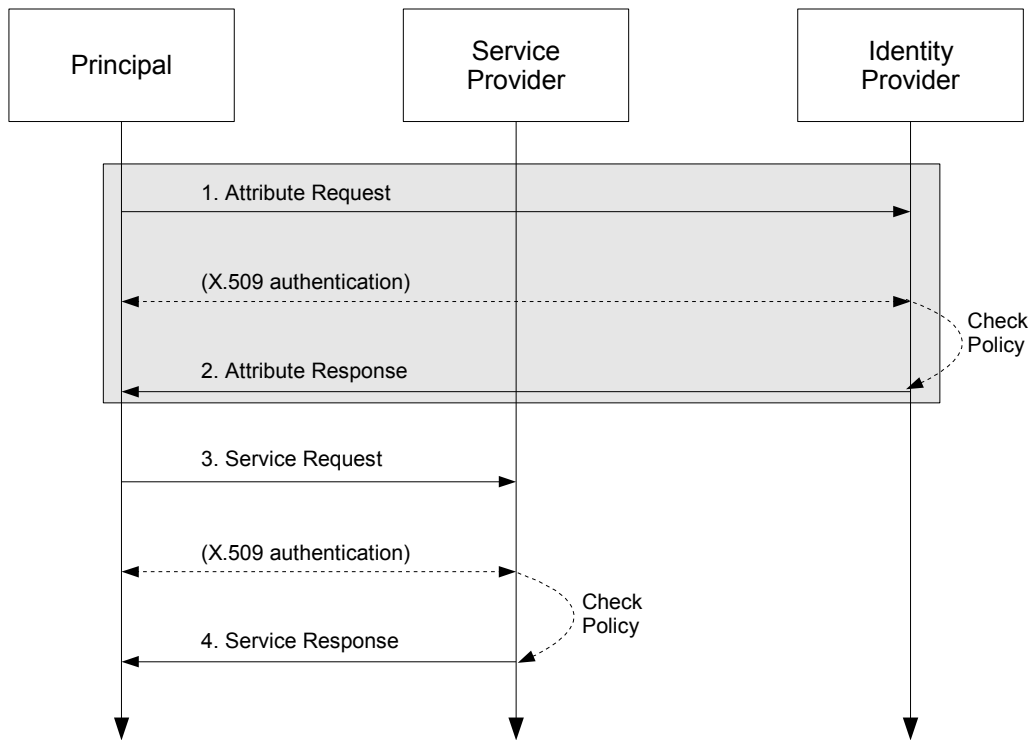 Principal
Service
Provider
Identity
Provider
1. Attribute Request
(X.509 authentication)
Check
Policy
2. Attribute Response
3. Service Request
(X.509 authentication)
Check
Policy
4. Service Response